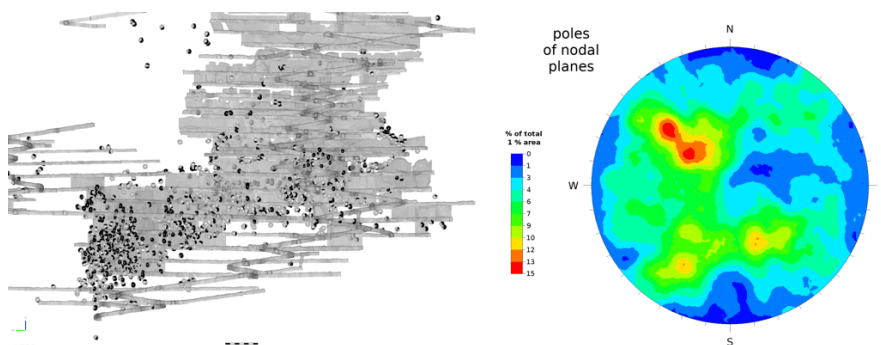 poles
of nodal
planes
N
W
S
% of total
1 % area
0
1
3
4
6
7
9
10
12
13
15